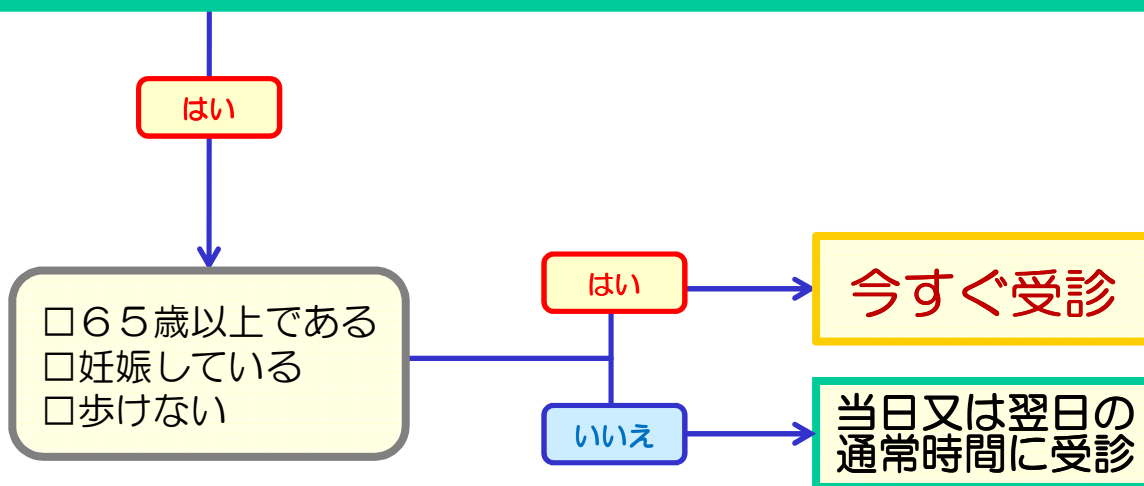 はい
□６５歳以上である
□妊娠している
□歩けない
はい
今すぐ受診
いいえ
当日又は翌日の
通常時間に受診